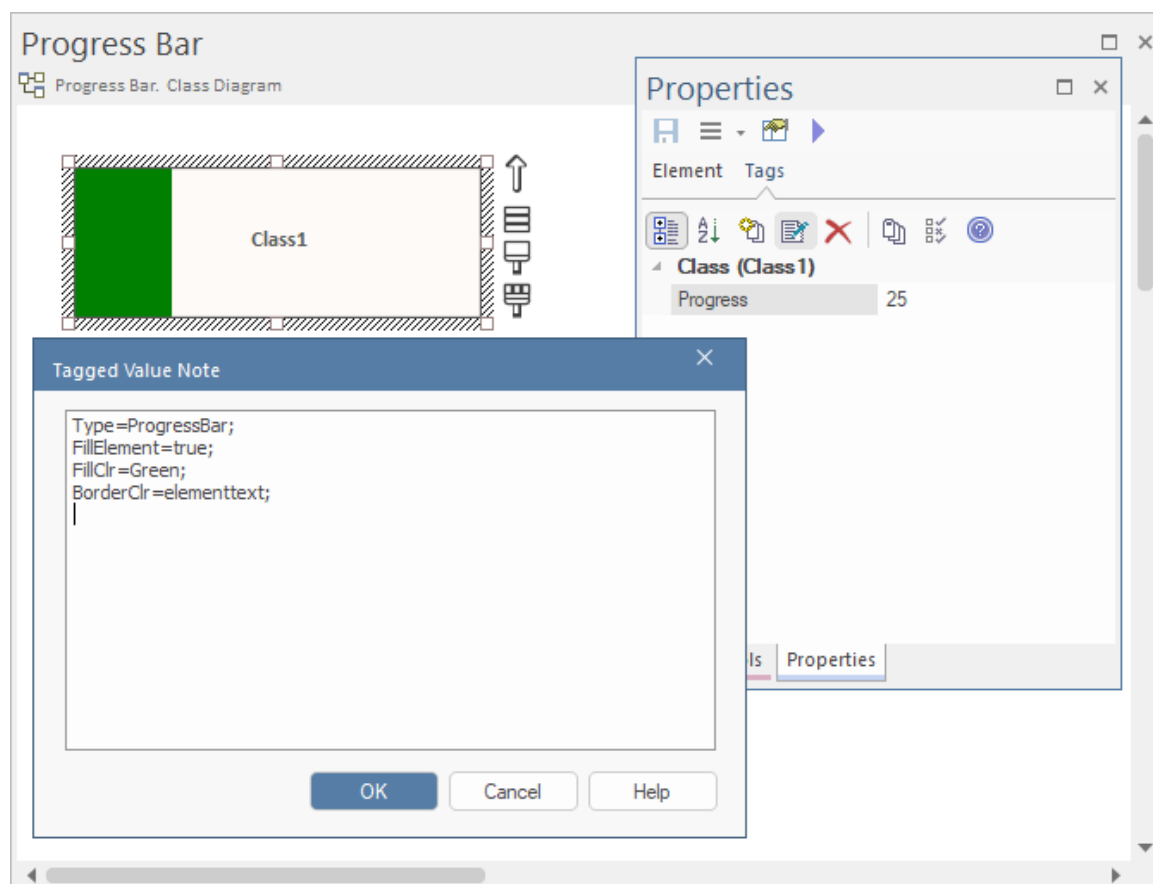 Progress Bar
Progress Bar. Class Diagram
Class1
Properties
Element Tags
Class (Class1)
Progress 25
Properties
Tagged Value Note
Type=ProgressBar;
FillElement=true;
FillClr=Green;
BorderClr=elementtext;
OK Cancel Help